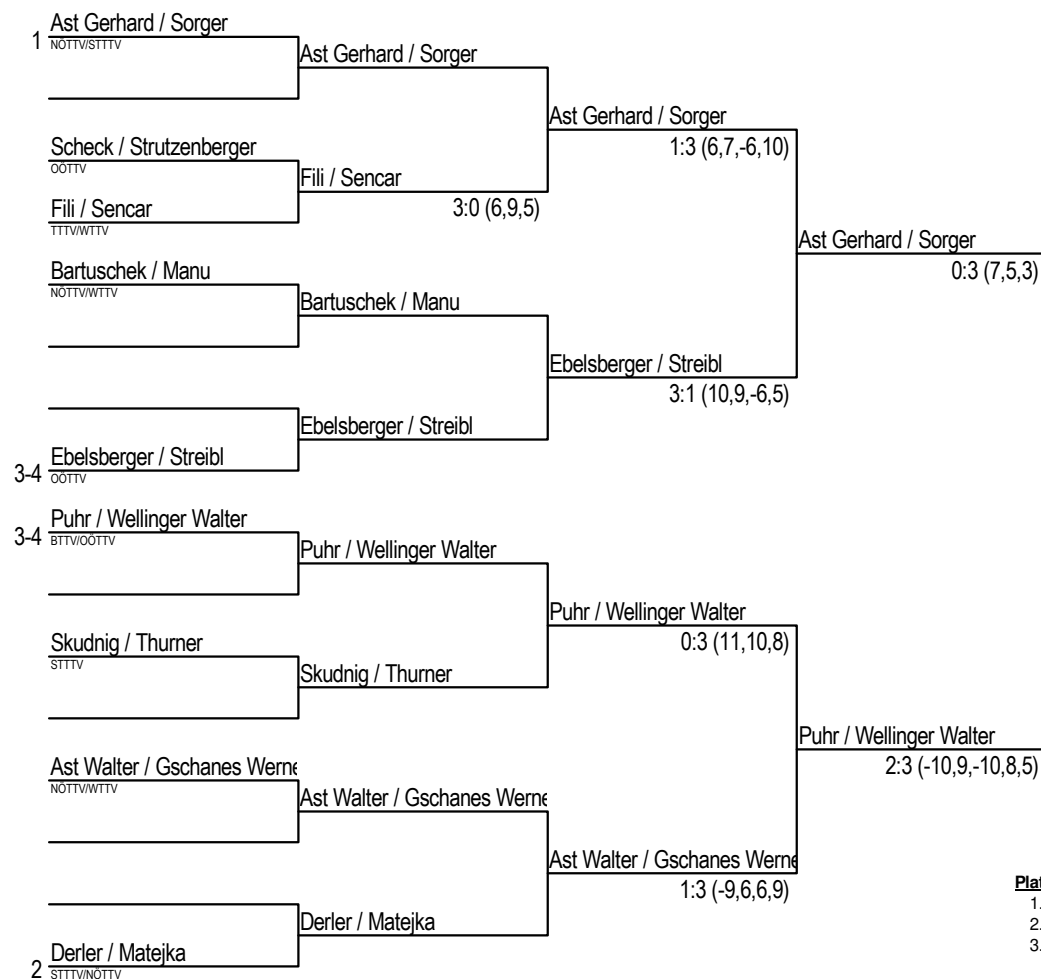 Ast Gerhard / Sorger
1
NÖTTV/STTTV
Ast Gerhard / Sorger
Ast Gerhard / Sorger
1:3 (6,7,-6,10)
Scheck / Strutzenberger
OÖTTV
Fili / Sencar
3:0 (6,9,5)
Fili / Sencar
TTTV/WTTV
Ast Gerhard / Sorger
0:3 (7,5,3)
Bartuschek / Manu
NÖTTV/WTTV
Bartuschek / Manu
Ebelsberger / Streibl
3:1 (10,9,-6,5)
Ebelsberger / Streibl
Ebelsberger / Streibl
3-4
OÖTTV
Puhr / Wellinger Walter
3-4
BTTV/OÖTTV
Puhr / Wellinger Walter
Puhr / Wellinger Walter
0:3 (11,10,8)
Skudnig / Thurner
STTTV
Skudnig / Thurner
Puhr / Wellinger Walter
2:3 (-10,9,-10,8,5)
Ast Walter / Gschanes Werne
NÖTTV/WTTV
Ast Walter / Gschanes Werne
Ast Walter / Gschanes Werne
1:3 (-9,6,6,9)
Derler / Matejka
Derler / Matejka
2
STTTV/NÖTTV
Plat
1.
2.
3.